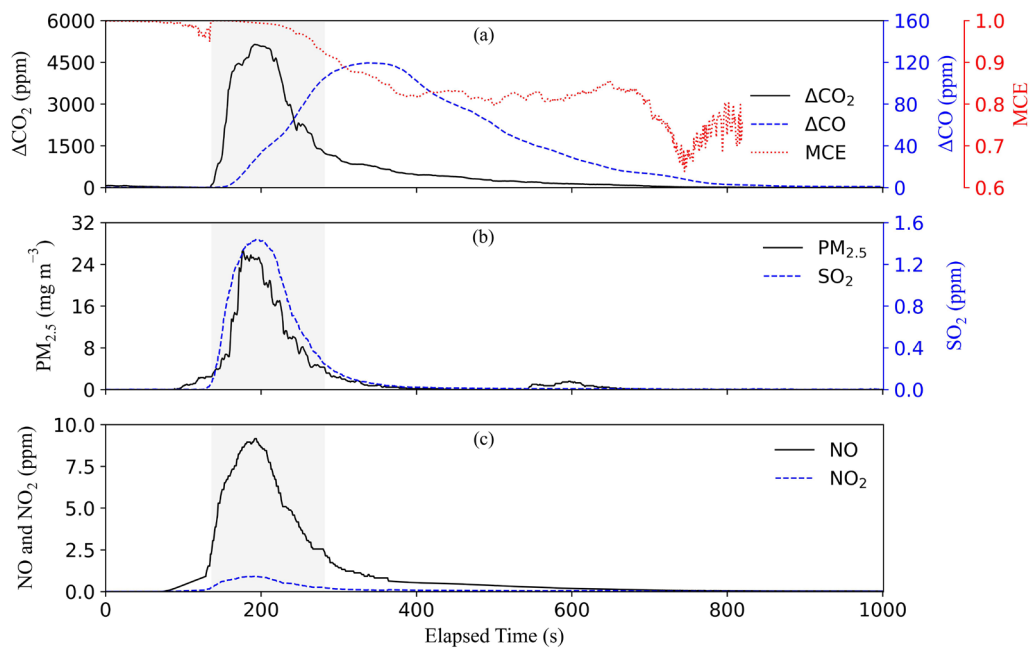 (a)
6000
4500
3000
1500
0
ΔCO₂ (ppm)
ΔCO₂
ΔCO
MCE
160
120
80
40
0
ΔCO (ppm)
1.0
0.9
0.8
0.7
0.6
MCE
(b)
32
24
16
8
0
PM₂.₅ (mg m⁻³)
PM₂.₅
SO₂
1.6
1.2
0.8
0.4
0.0
SO₂ (ppm)
(c)
10.0
7.5
5.0
2.5
0.0
NO and NO₂ (ppm)
NO
NO₂
0 200 400 600 800 1000
Elapsed Time (s)